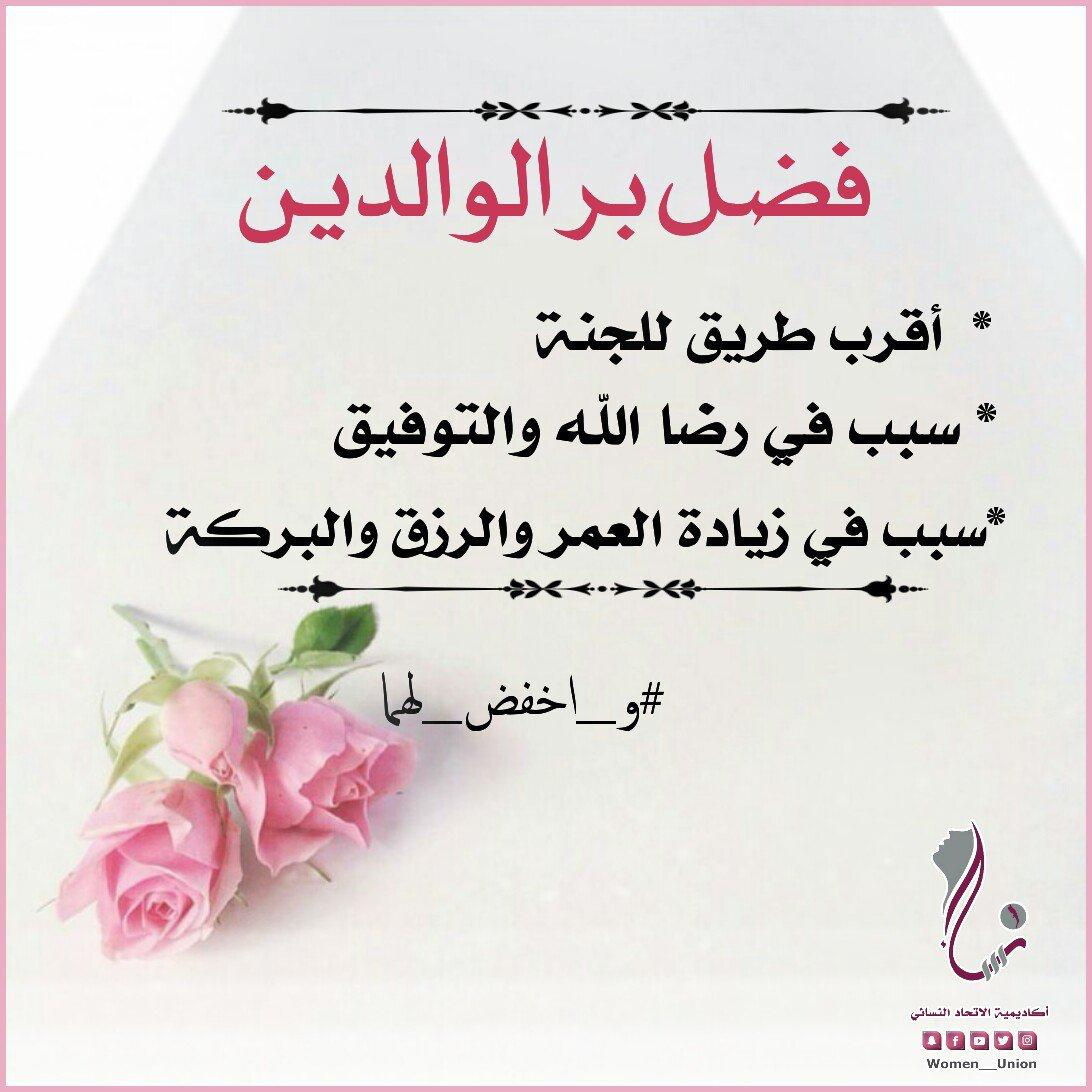 فضل بر الوالدين
* أقرب طريق للجنة
* سبب في رضا الله والتوفيق
*سبب في زيادة العمر والرزق والبركة
#و__اخفض__لهما
أكاديمية الاتحاد النسائي
Women__Union